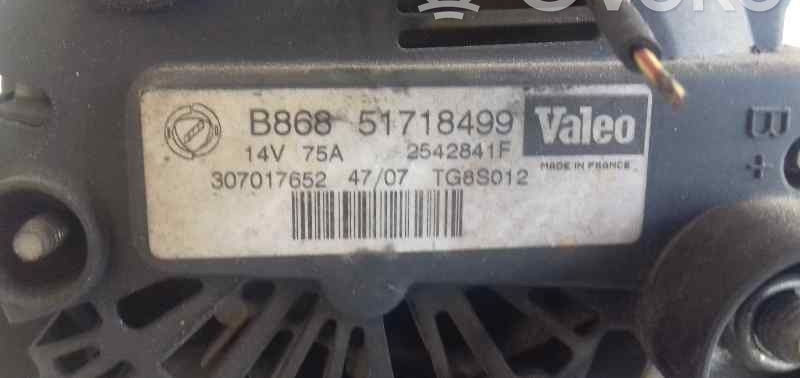 B868 51718499
14V 75A 2542841F
307017652 47/07 TG8S012
Valeo
MADE IN FRANCE
B
+